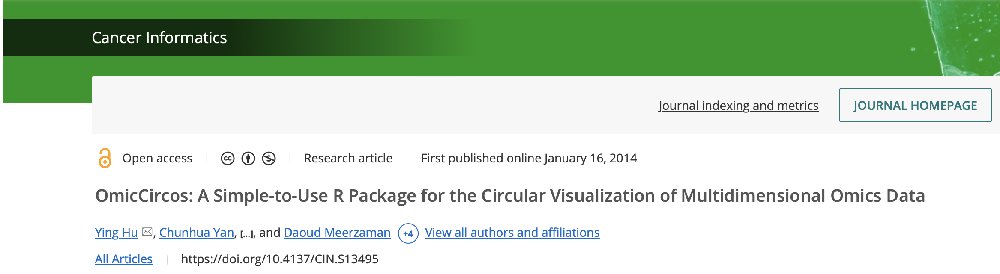 Cancer Informatics
Journal indexing and metrics JOURNAL HOMEPAGE
Open access | cc | Research article | First published online January 16, 2014
OmicCircos: A Simple-to-Use R Package for the Circular Visualization of Multidimensional Omics Data
Ying Hu, Chunhua Yan, [...], and Daoud Meerzaman +4 View all authors and affiliations
All Articles | https://doi.org/10.4137/CIN.S13495